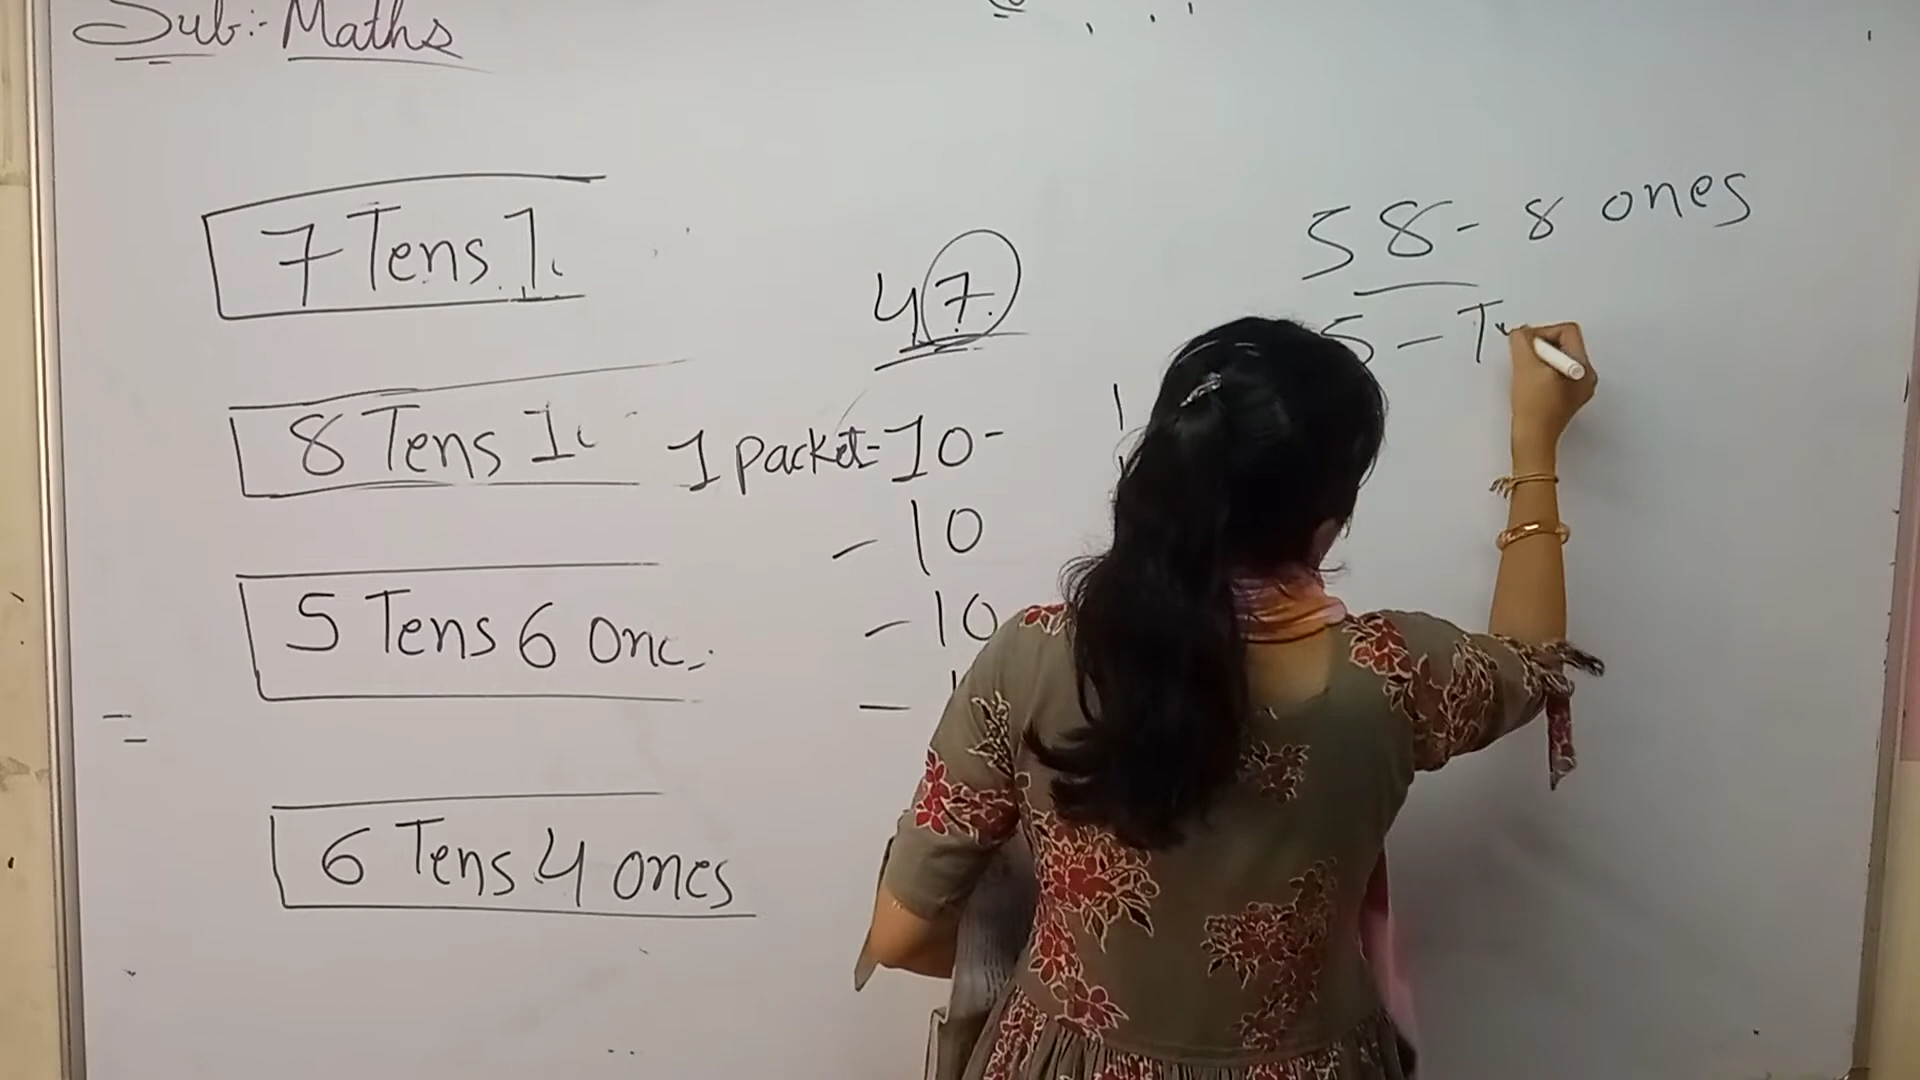 Sub:- Maths
7 Tens 1
8 Tens 1
5 Tens 6 One
6 Tens 4 ones
47
1 packet=10-
-10
-10
-
58- 8 ones
5 - T